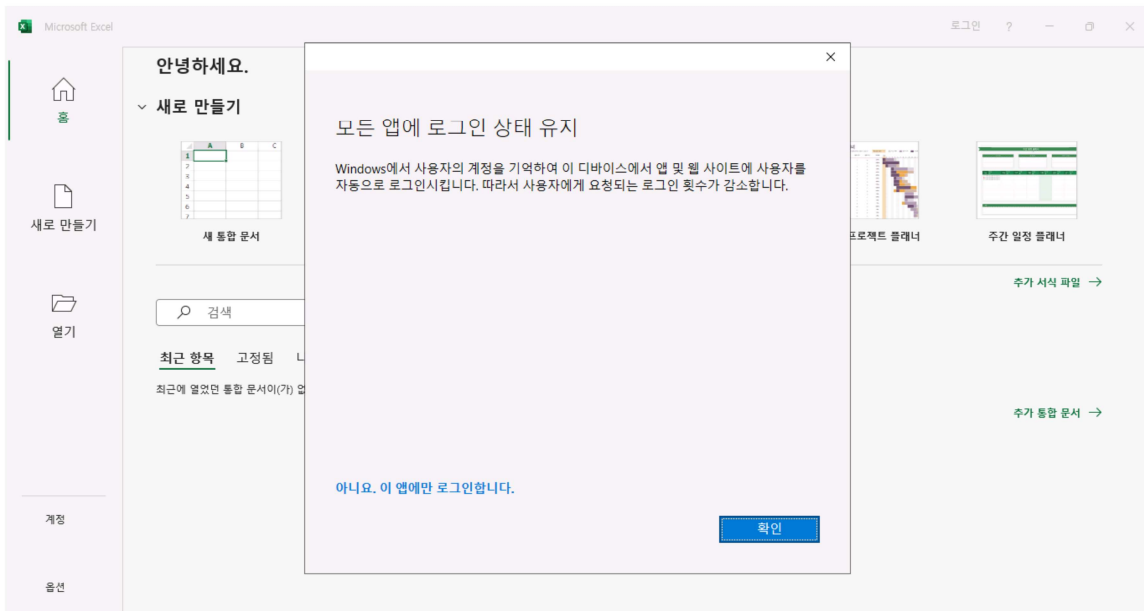 Microsoft Excel
로그인
?
안녕하세요.
홈
새로 만들기
모든 앱에 로그인 상태 유지
Windows에서 사용자의 계정을 기억하여 이 디바이스에서 앱 및 웹 사이트에 사용자를
자동으로 로그인시킵니다. 따라서 사용자에게 요청되는 로그인 횟수가 감소합니다.
A B C
1
2
3
4
5
6
7
새로 만들기
새 통합 문서
프로젝트 플래너
주간 일정 플래너
추가 서식 파일 →
검색
열기
최근 항목 고정됨
최근에 열었던 통합 문서이(가)
추가 통합 문서 →
아니요. 이 앱에만 로그인합니다.
계정
확인
옵션